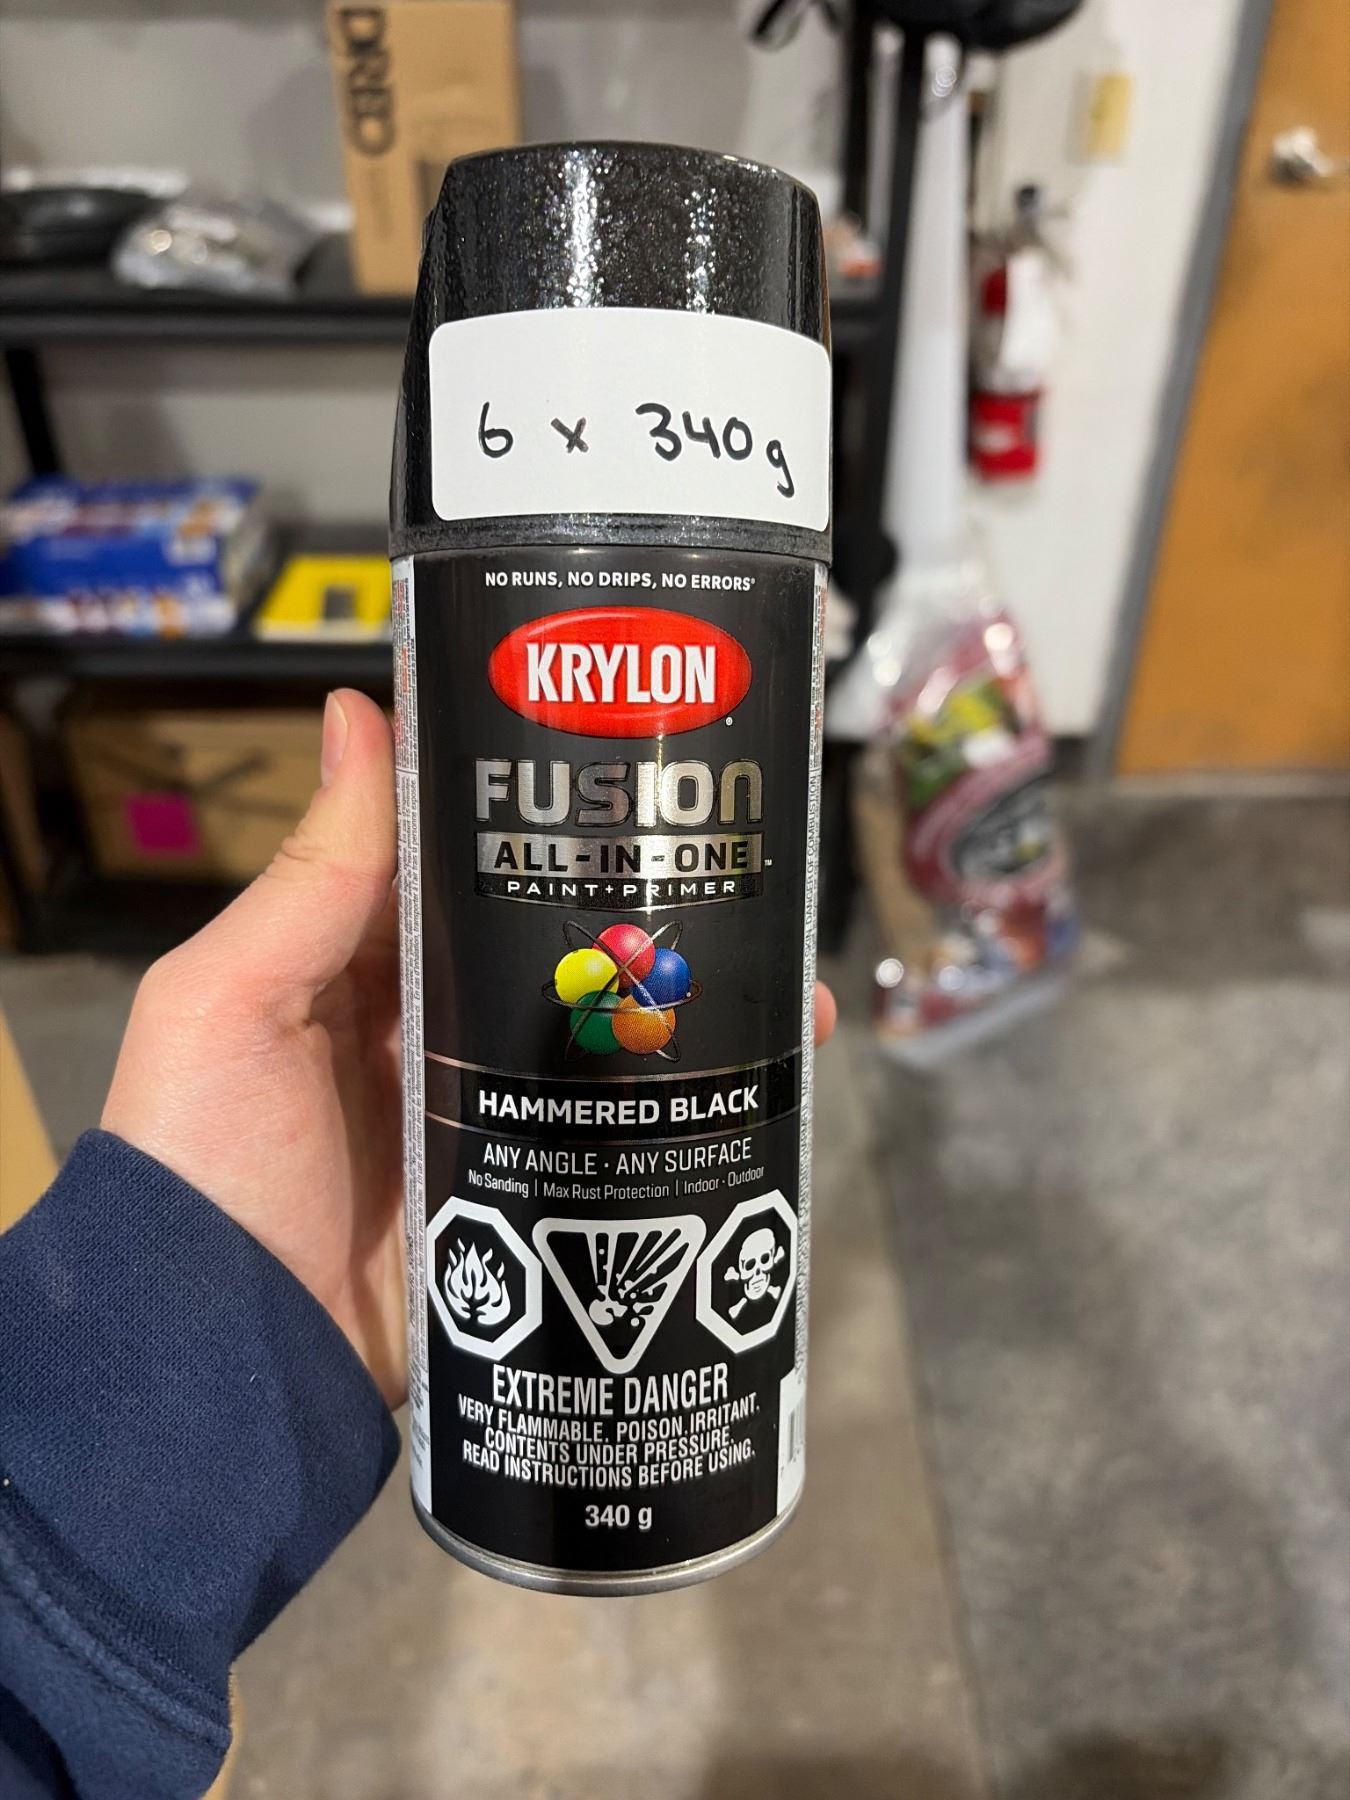 DREO
6 x 340g
NO RUNS, NO DRIPS, NO ERRORS®
KRYLON®
FUSION
ALL-IN-ONE™
PAINT+PRIMER
HAMMERED BLACK
ANY ANGLE · ANY SURFACE
No Sanding | Max Rust Protection | Indoor · Outdoor
EXTREME DANGER
VERY FLAMMABLE. POISON. IRRITANT.
CONTENTS UNDER PRESSURE.
READ INSTRUCTIONS BEFORE USING.
340 g